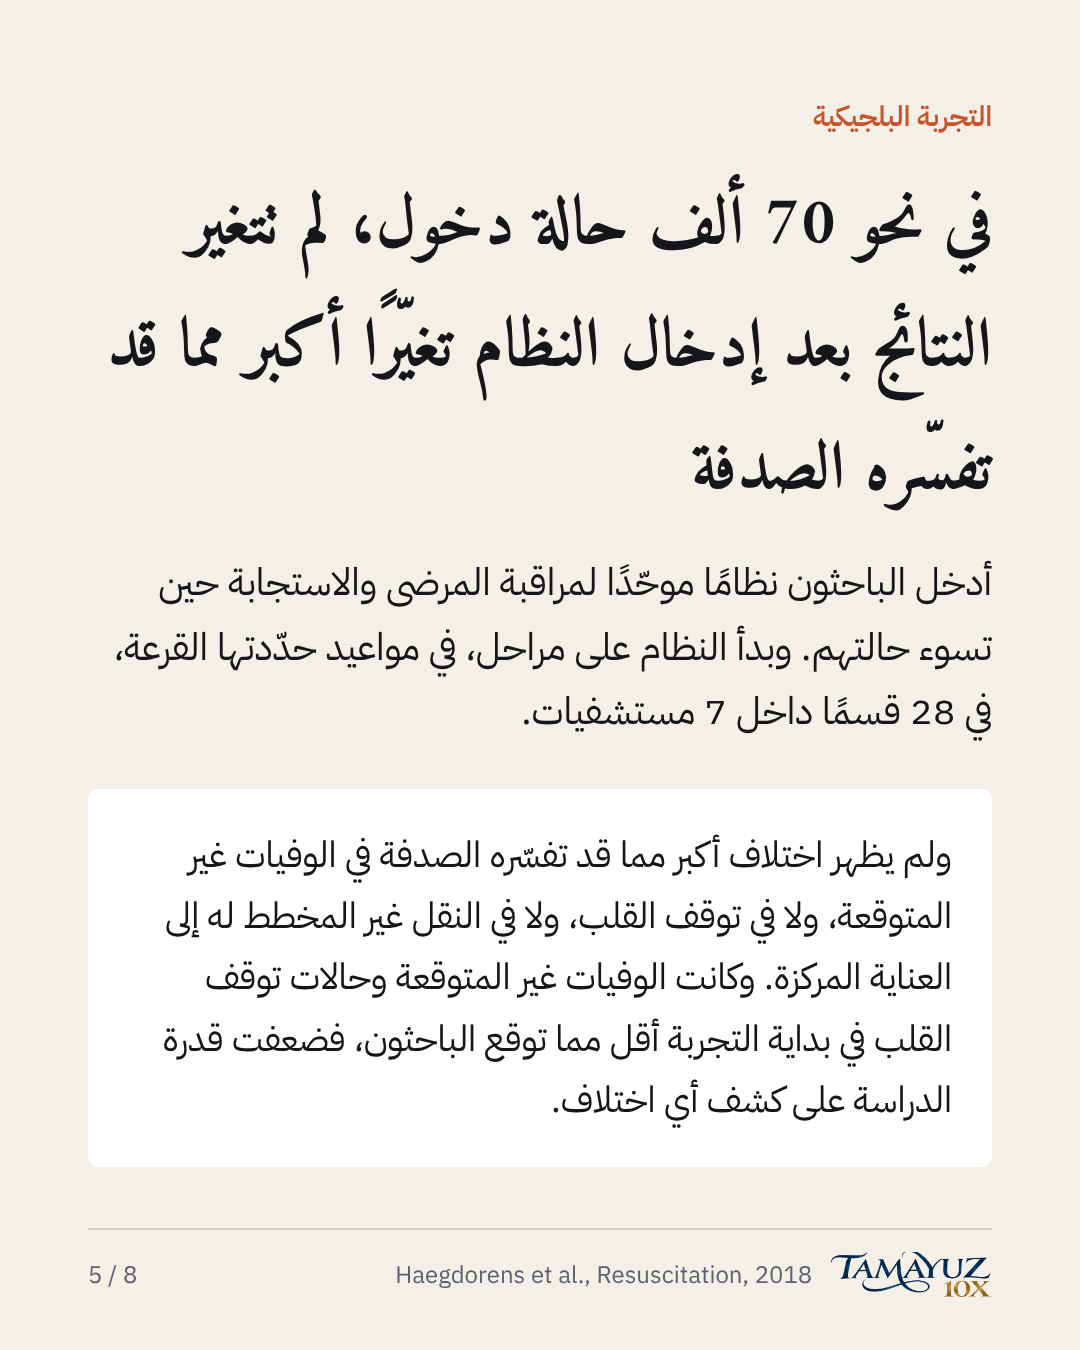 التجربة البلجيكية
في نحو 70 ألف حالة دخول، لم تتغير
النتائج بعد إدخال النظام تغيّرًا أكبر مما قد
تفسّره الصدفة
أدخل الباحثون نظامًا موحّدًا لمراقبة المرضى والاستجابة حين
تسوء حالتهم. وبدأ النظام على مراحل، في مواعيد حدّدتها القرعة،
في 28 قسمًا داخل 7 مستشفيات.
ولم يظهر اختلاف أكبر مما قد تفسّره الصدفة في الوفيات غير
المتوقعة، ولا في توقف القلب، ولا في النقل غير المخطط له إلى
العناية المركزة. وكانت الوفيات غير المتوقعة وحالات توقف
القلب في بداية التجربة أقل مما توقع الباحثون، فضعفت قدرة
الدراسة على كشف أي اختلاف.
TAMAYUZ
10X
Haegdorens et al., Resuscitation, 2018
5 / 8